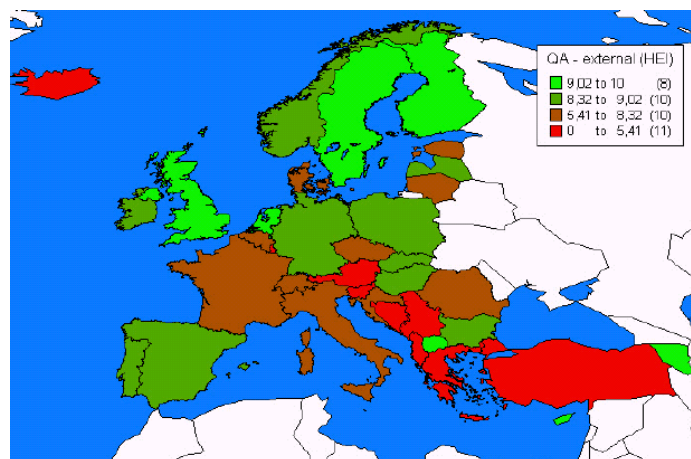 QA - external (HEI)
9,02 to 10 (8)
8,32 to 9,02 (10)
5,41 to 8,32 (10)
0 to 5,41 (11)